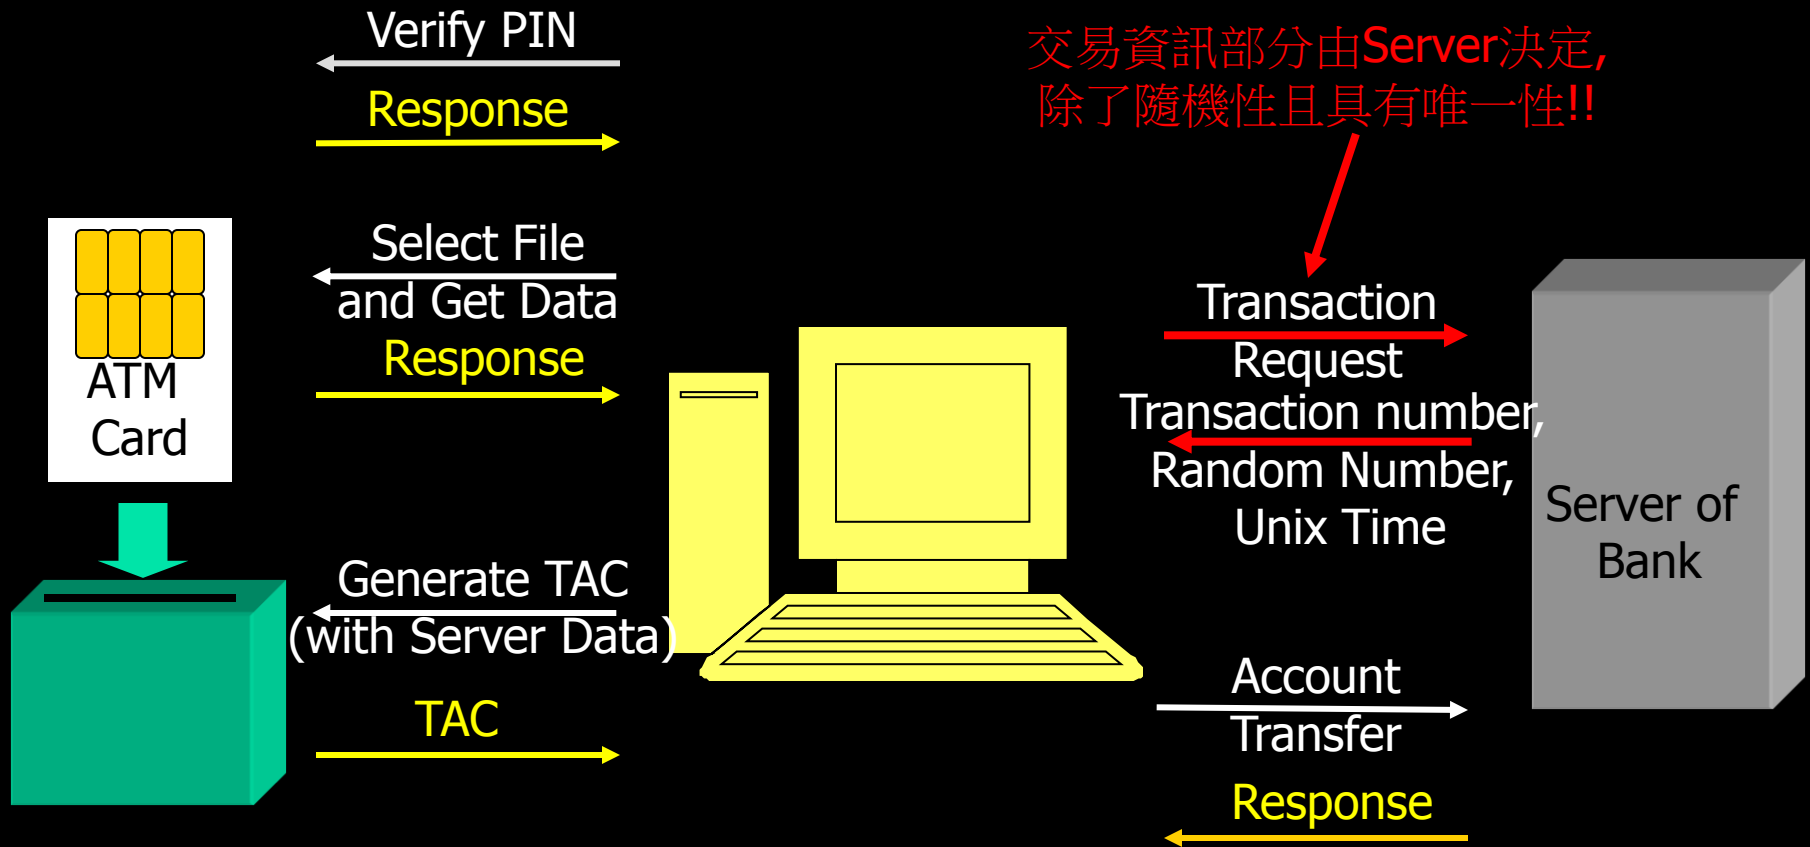 Verify PIN
Response
Select File
and Get Data
Response
ATM
Card
Generate TAC
(with Server Data)
TAC
交易資訊部分由Server決定,
除了隨機性且具有唯一性!!
Transaction
Request
Transaction number,
Random Number,
Unix Time
Server of
Bank
Account
Transfer
Response